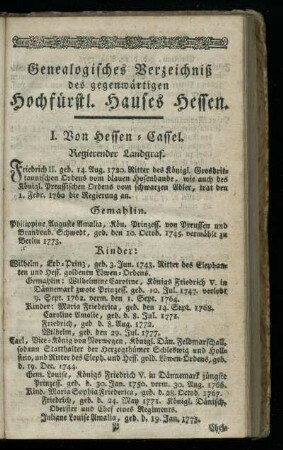 Genealogisches Verzeichniß
des gegenwärtigen
Hochfürstl. Hauses Hessen.
I. Von Hessen-Cassel.
Regierender Landgraf.
Friedrich II. geb. 14. Aug. 1720. Ritter des Königl. Grosbrit-
tannischen Ordens vom blauen Hosenbande, wie auch des
Königl. Preussischen Ordens vom schwarzen Adler, trat den
1. Febr. 1760 die Regierung an.
Gemahlin.
Philippine Auguste Amalia, Kön. Prinzess. von Preussen und
Brandenb. Schwedt, geb. den 10. Octob. 1745. vermählt zu
Berlin 1773.
Kinder:
Wilhelm, Erb-Prinz, geb. 3. Jun. 1743. Ritter des Elephan-
ten und Hess. goldenen Löwen-Ordens.
Gemahlin: Wilhelmine Caroline, Königs Friedrich V. in
Dännemark zwote Prinzess. geb. 10. Jul. 1747. verlobt
9. Sept. 1762. verm. den 1. Sept. 1764.
Kinder: Maria Friederica, geb. den 14. Sept. 1768.
Caroline Amalie, geb. d. 8. Jul. 1771.
Friederich, geb. d. 8. Aug. 1772.
Wilhelm, geb. den 29. Jul. 1777.
Carl, Vice-König von Norwegen, Königl. Dän. Feldmarschall,
sodann Statthalter der Herzogthümer Schleswig und Holl-
stein, und Ritter des Eleph. und Hess. gold. Löwen-Ordens, geb.
d. 19. Dec. 1744.
Gem. Louise, Königs Friedrich V. in Dännemark jüngste
Prinzess. geb. d. 30. Jan. 1750. verm. 30. Aug. 1766.
Kind. Maria Sophia Friederica, geb. d. 28. Octob. 1767.
Friederich, geb. d. 24. May 1771. Königl. Dänisch.
Oberster und Chef eines Regiments.
Juliane Louise Amalia, geb. d. 19. Jan. 1773.